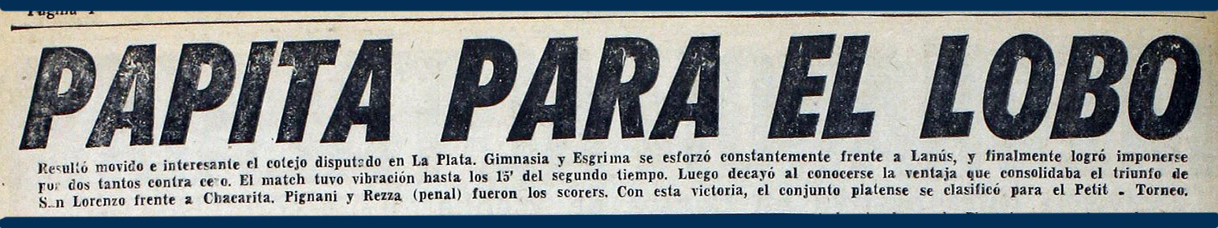 Página
PAPITA PARA EL LOBO
Resultó movido e interesante el cotejo disputado en La Plata. Gimnasia y Esgrima se esforzó constantemente frente a Lanús, y finalmente logró imponerse
por dos tantos contra cero. El match tuvo vibración hasta los 15' del segundo tiempo. Luego decayó al conocerse la ventaja que consolidaba el triunfo de
San Lorenzo frente a Chacarita. Pignani y Rezza (penal) fueron los scorers. Con esta victoria, el conjunto platense se clasificó para el Petit - Torneo.